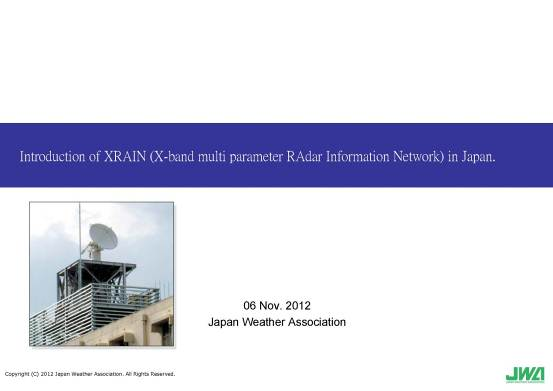 Introduction of XRAIN (X-band multi parameter RAdar Information Network) in Japan.
06 Nov. 2012
Japan Weather Association
Copyright (C) 2012 Japan Weather Association. All Rights Reserved.
JWA